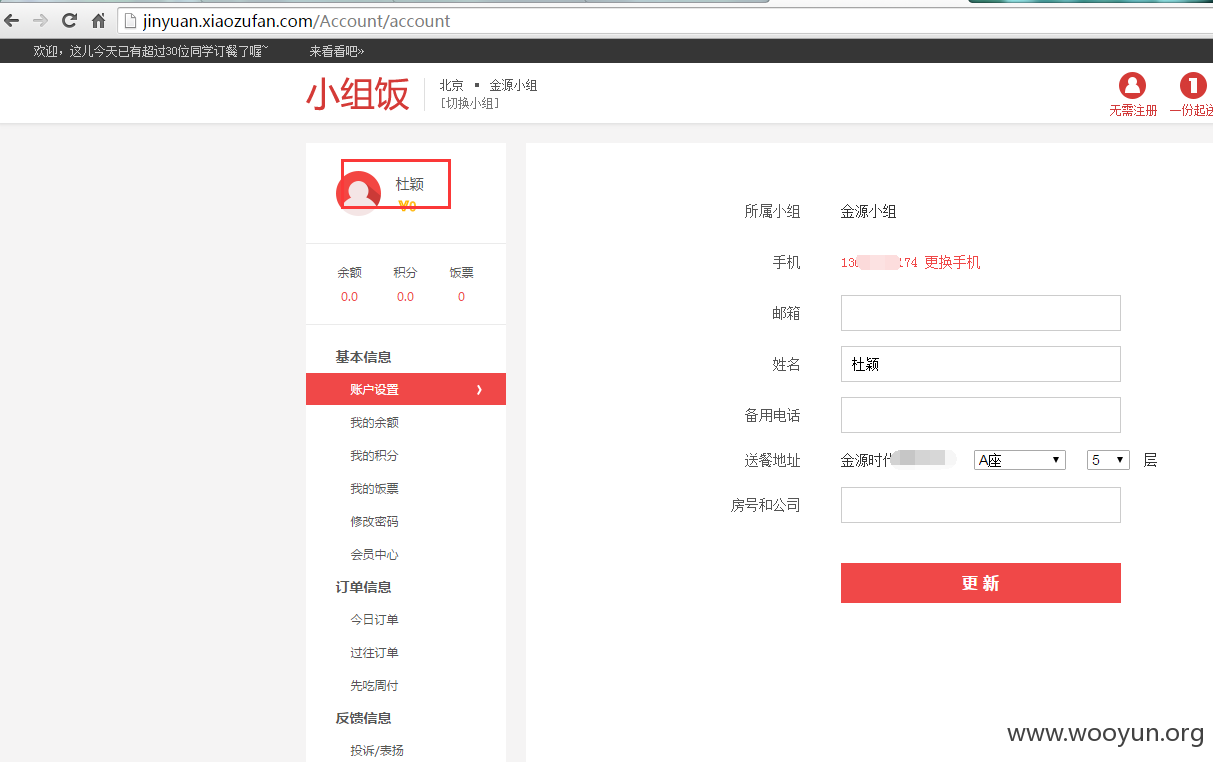 jinyuan.xiaozufan.com/Account/account
欢迎，这儿今天已有超过30位同学订餐了喔~ 来看看吧»
小组饭
北京 ▪ 金源小组
[切换小组]
无需注册
1
一份起送
杜颖
¥0
余额 积分 饭票
0.0 0.0 0
基本信息
账户设置 ›
我的余额
我的积分
我的饭票
修改密码
会员中心
订单信息
今日订单
过往订单
先吃周付
反馈信息
投诉/表扬
所属小组 金源小组
手机 13 174 更换手机
邮箱
姓名 杜颖
备用电话
送餐地址 金源时代 A座 5 层
房号和公司
更 新
www.wooyun.org